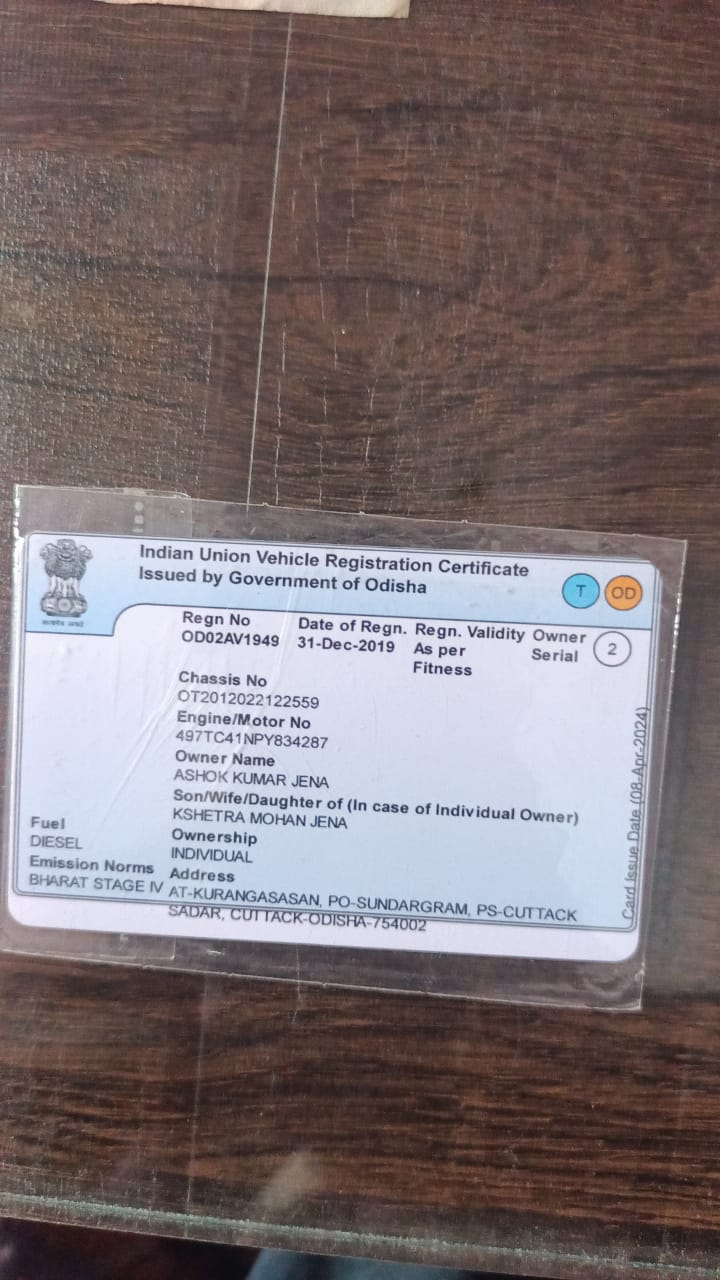 Indian Union Vehicle Registration Certificate
Issued by Government of Odisha
T OD
सत्यमेव जयते
Regn No Date of Regn. Regn. Validity Owner
OD02AV1949 31-Dec-2019 As per Serial 2
Fitness
Chassis No
OT2012022122559
Engine/Motor No
497TC41NPY834287
Owner Name
ASHOK KUMAR JENA
Son/Wife/Daughter of (In case of Individual Owner)
KSHETRA MOHAN JENA
Fuel Ownership
DIESEL INDIVIDUAL
Emission Norms Address
BHARAT STAGE IV AT-KURANGASASAN, PO-SUNDARGRAM, PS-CUTTACK
SADAR, CUTTACK-ODISHA-754002
Card Issue Date (08-Apr-2024)